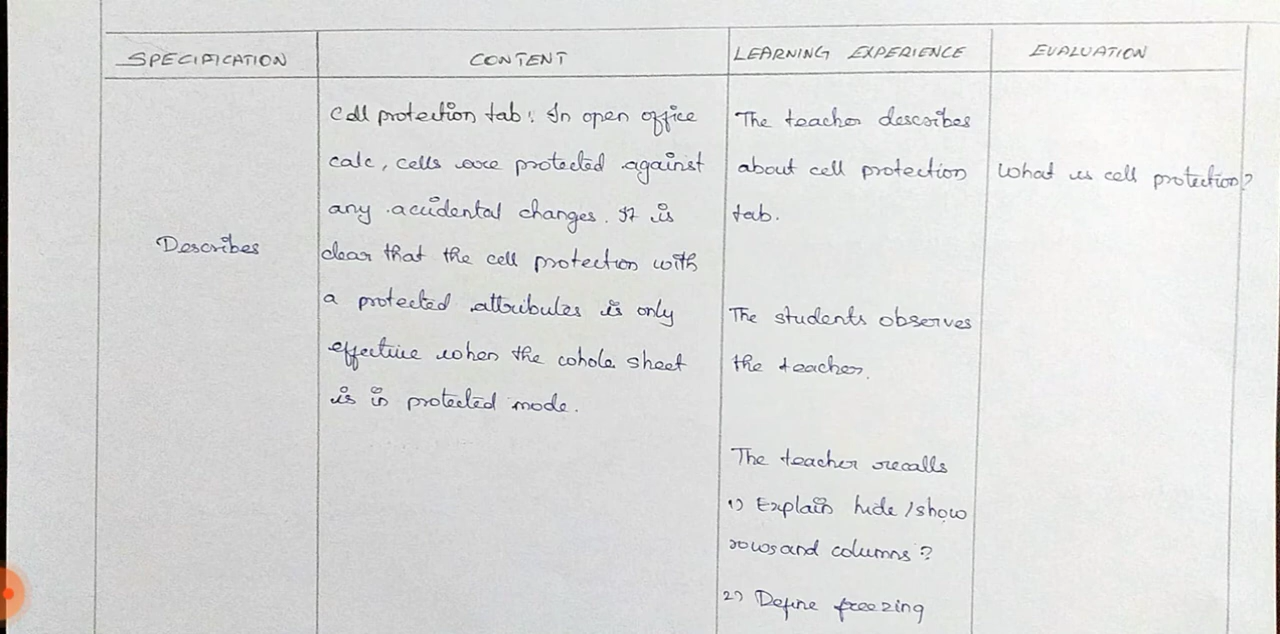 SPECIFICATION CONTENT LEARNING EXPERIENCE EVALUATION
Describes
Cell protection tab: In open office
calc, cells are protected against
any accidental changes. It is
clear that the cell protection with
a protected attributes is only
effective when the whole sheet
is in protected mode.
The teacher describes
about cell protection
tab.
The students observes
the teacher.
The teacher recalls
1) Explain hide/show
rows and columns?
2) Define freezing
What is cell protection?